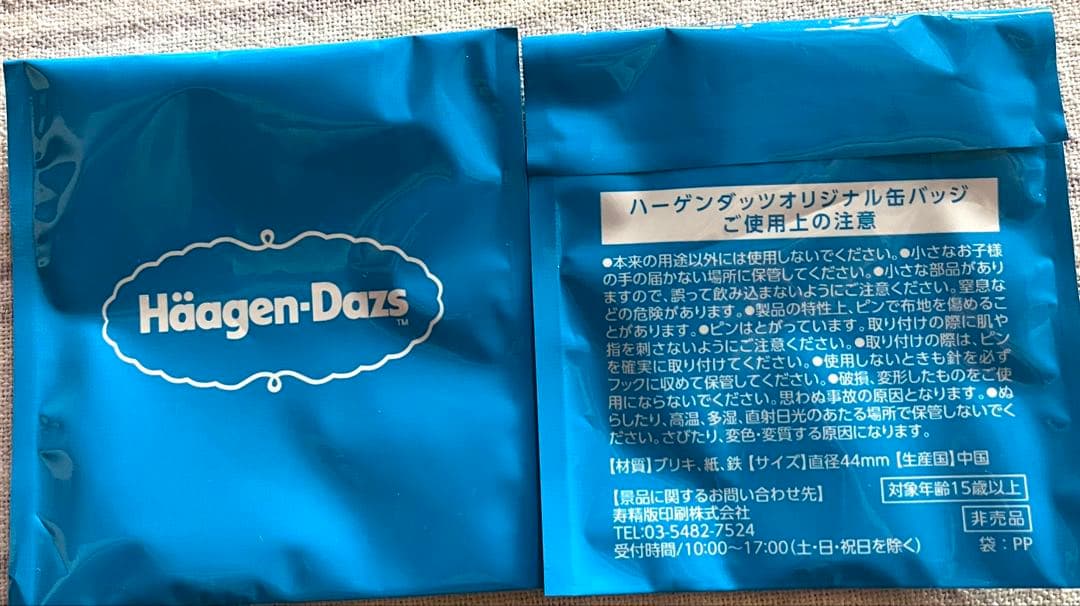 Häagen-Dazs
TM
ハーゲンダッツオリジナル缶バッジ
ご使用上の注意
●本来の用途以外には使用しないでください。●小さなお子様
の手の届かない場所に保管してください。●小さな部品があり
ますので、誤って飲み込まないようにご注意ください。窒息な
どの危険があります。●製品の特性上、ピンで布地を傷めるこ
とがあります。●ピンはとがっています。取り付けの際に肌や
指を刺さないようにご注意ください。●取り付けの際は、ピン
を確実に取り付けてください。●使用しないときも針を必ず
フックに収めて保管してください。●破損、変形したものをご使
用にならないでください。思わぬ事故の原因となります。●ぬ
らしたり、高温、多湿、直射日光のあたる場所で保管しないでく
ださい。さびたり、変色・変質する原因になります。
【材質】ブリキ、紙、鉄【サイズ】直径44mm【生産国】中国
【景品に関するお問い合わせ先】
寿精版印刷株式会社
TEL:03-5482-7524
受付時間/10:00〜17:00(土・日・祝日を除く)
対象年齢15歳以上
非売品
袋：PP